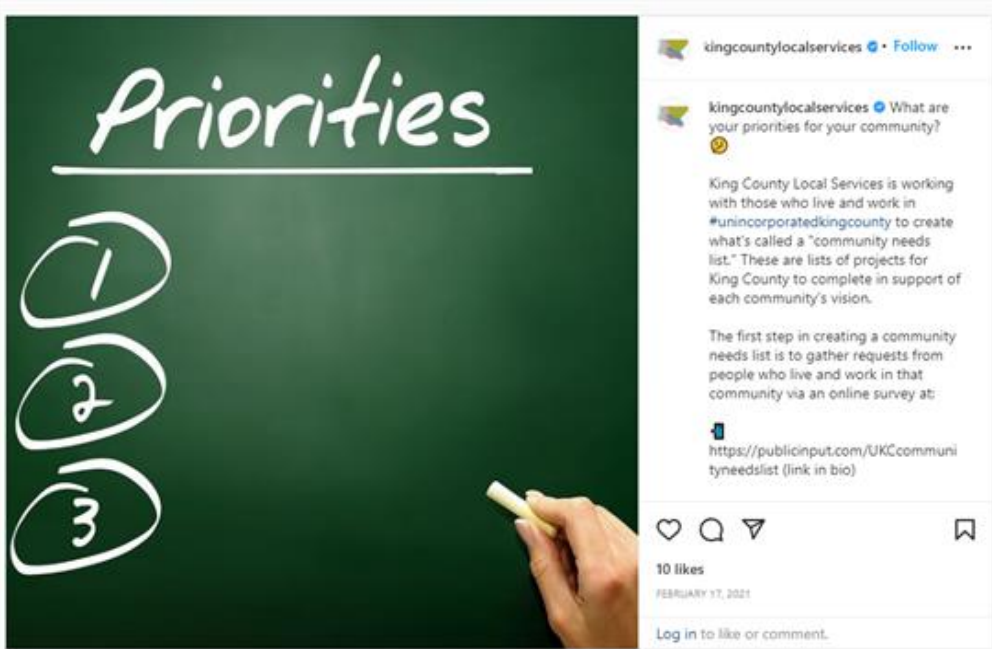 Priorities
1
2
3
kingcountylocalservices • Follow
kingcountylocalservices What are
your priorities for your community?
King County Local Services is working
with those who live and work in
#unincorporatedkingcounty to create
what's called a "community needs
list." These are lists of projects for
King County to complete in support of
each community's vision.
The first step in creating a community
needs list is to gather requests from
people who live and work in that
community via an online survey at:
https://publicinput.com/UKCcommuni
tyneedslist (link in bio)
10 likes
FEBRUARY 17, 2021
Log in to like or comment.